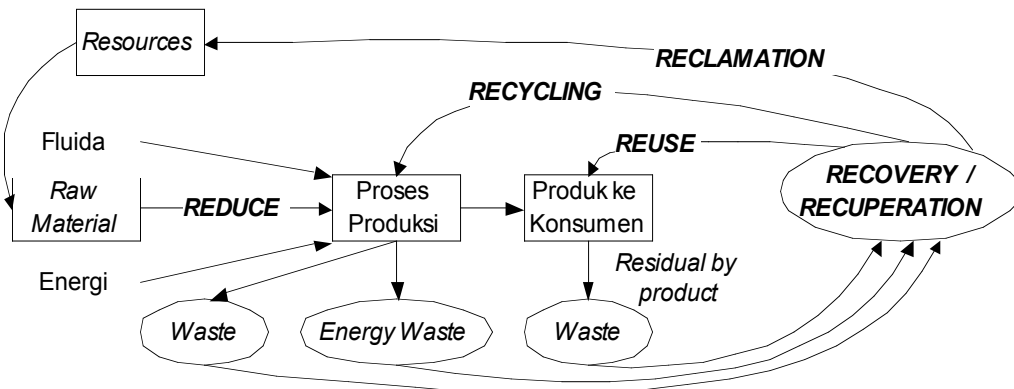 Resources
RECLAMATION
RECYCLING
Fluida
REUSE
Raw
Material
REDUCE
Proses
Produksi
Produk ke
Konsumen
RECOVERY /
RECUPERATION
Energi
Residual by
product
Waste
Energy Waste
Waste